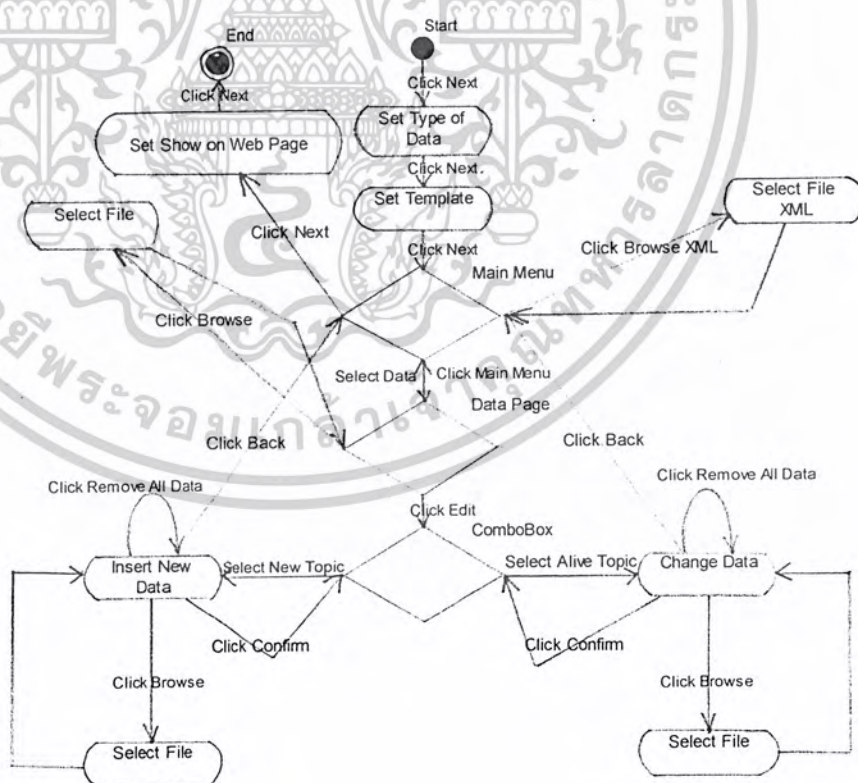 End
Start
Click Next
Click Next
Set Type of
Data
Set Show on Web Page
Click Next.
Select File
Set Template
Select File
XML
Click Next
Click Next
Click Browse XML
Main Menu
Click Browse
Select Data
Click Main Menu
Data Page
Click Back
Click Back
Click Remove All Data
Click Remove All Data
Click Edit
ComboBox
Insert New
Data
Select New Topic
Select Alive Topic
Change Data
Click Confirm
Click Confirm
Click Browse
Click Browse
Select File
Select File